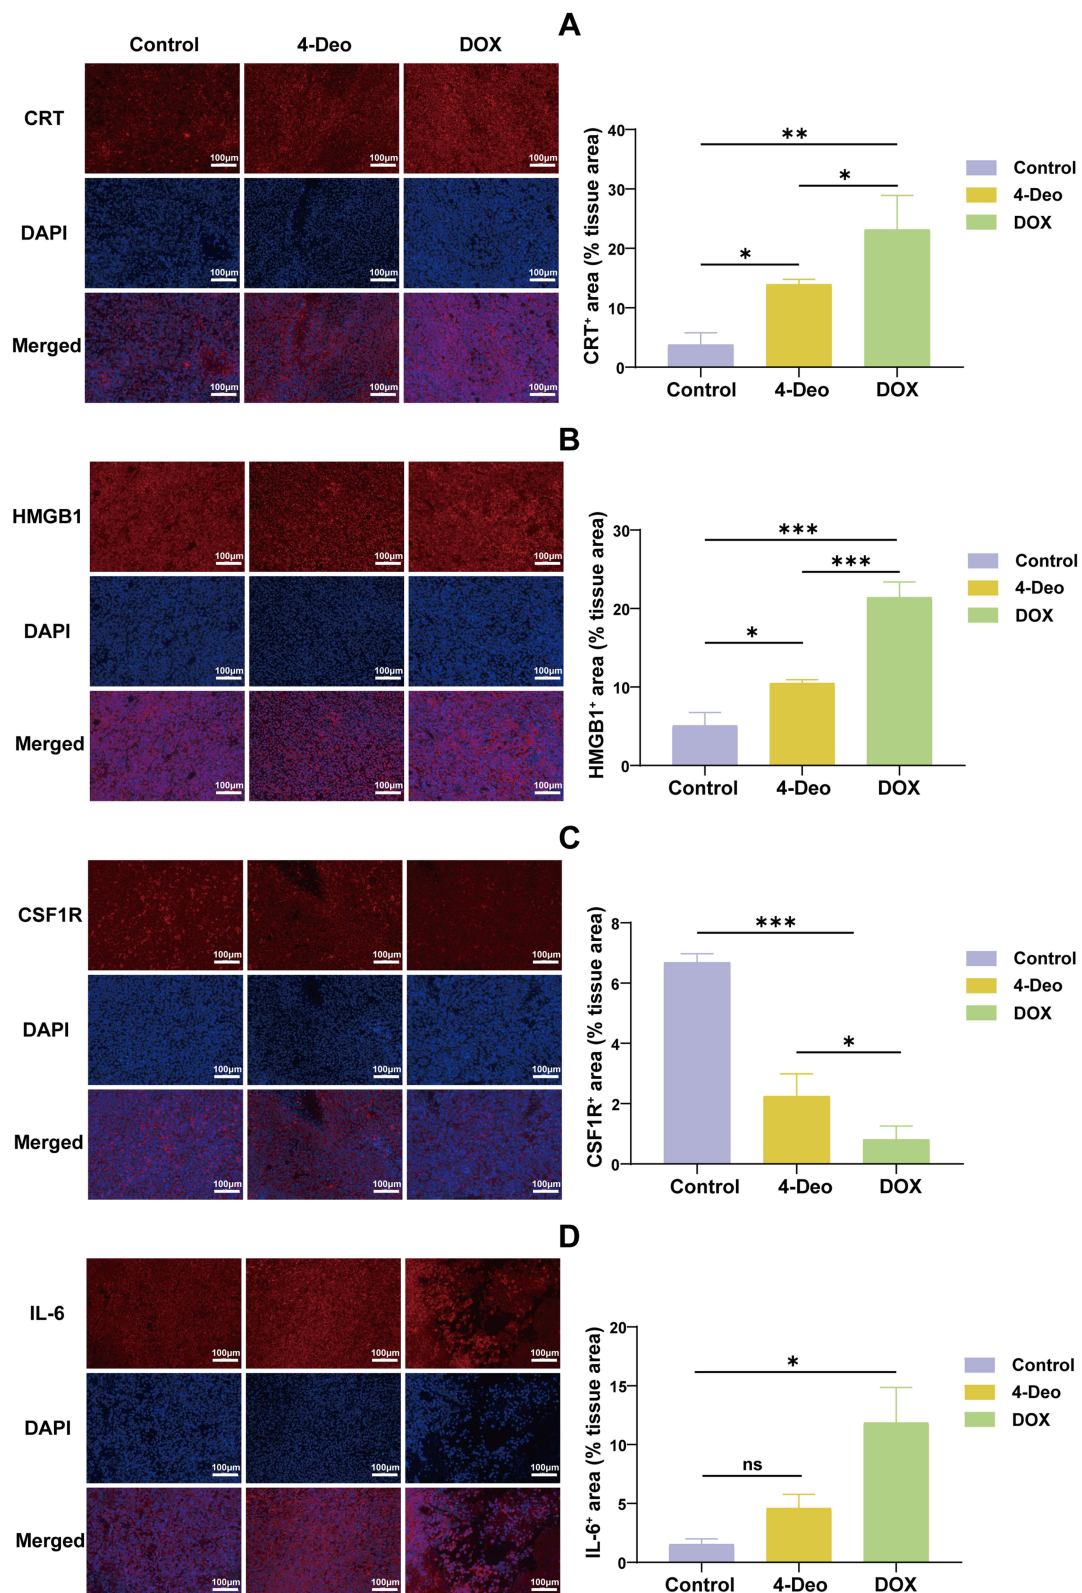 A
Control 4-Deo DOX
CRT
100μm 100μm 100μm
DAPI
100μm 100μm 100μm
Merged
100μm 100μm 100μm
CRT⁺ area (% tissue area)
40
30
20
10
0
**
*
*
Control 4-Deo DOX
Control
4-Deo
DOX
B
HMGB1
100μm 100μm 100μm
DAPI
100μm 100μm 100μm
Merged
100μm 100μm 100μm
HMGB1⁺ area (% tissue area)
30
20
10
0
***
***
*
Control 4-Deo DOX
Control
4-Deo
DOX
C
CSF1R
100μm 100μm 100μm
DAPI
100μm 100μm 100μm
Merged
100μm 100μm 100μm
CSF1R⁺ area (% tissue area)
8
6
4
2
0
***
*
Control 4-Deo DOX
Control
4-Deo
DOX
D
IL-6
100μm 100μm 100μm
DAPI
100μm 100μm 100μm
Merged
100μm 100μm 100μm
IL-6⁺ area (% tissue area)
20
15
10
5
0
*
ns
Control 4-Deo DOX
Control
4-Deo
DOX